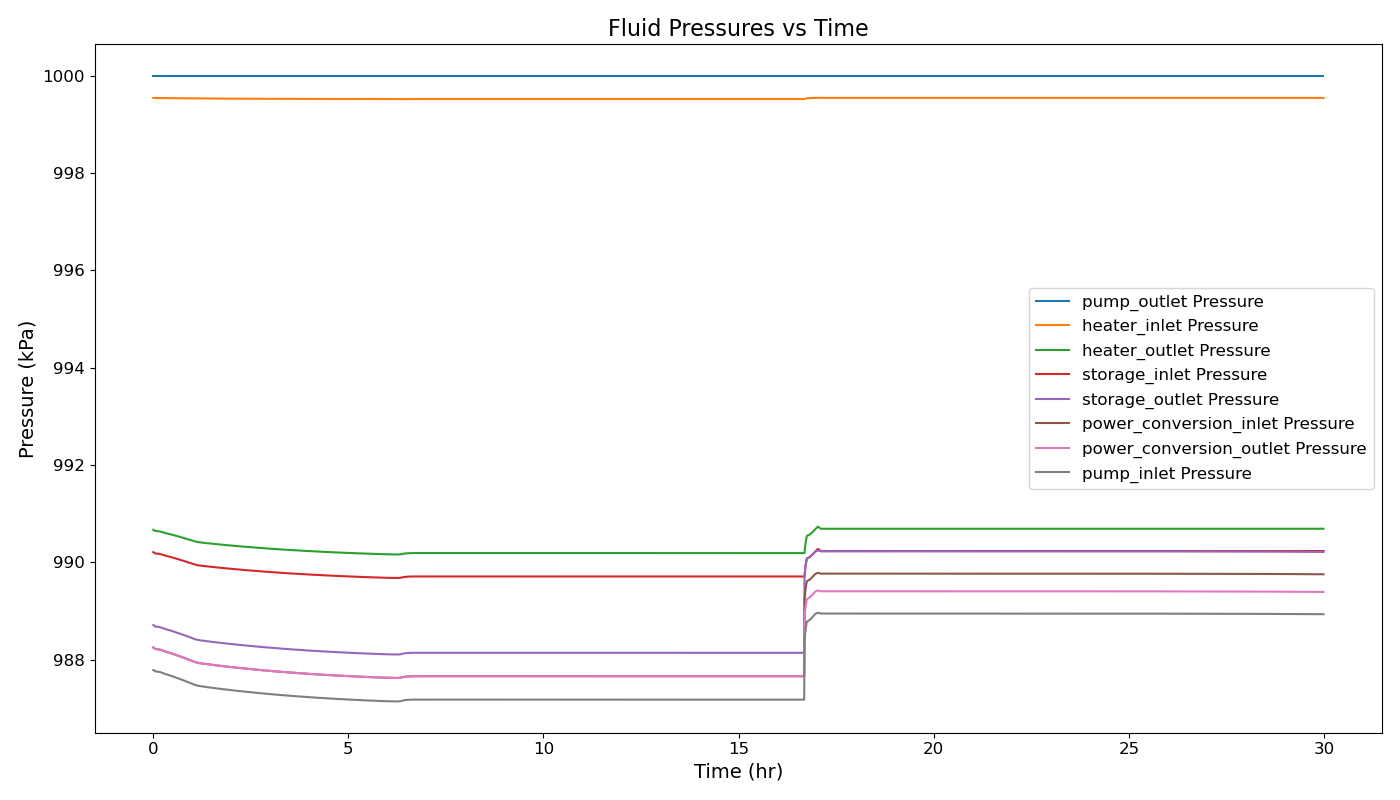 Fluid Pressures vs Time
Pressure (kPa)
1000
998
996
994
992
990
988
pump_outlet Pressure
heater_inlet Pressure
heater_outlet Pressure
storage_inlet Pressure
storage_outlet Pressure
power_conversion_inlet Pressure
power_conversion_outlet Pressure
pump_inlet Pressure
0 5 10 15 20 25 30
Time (hr)